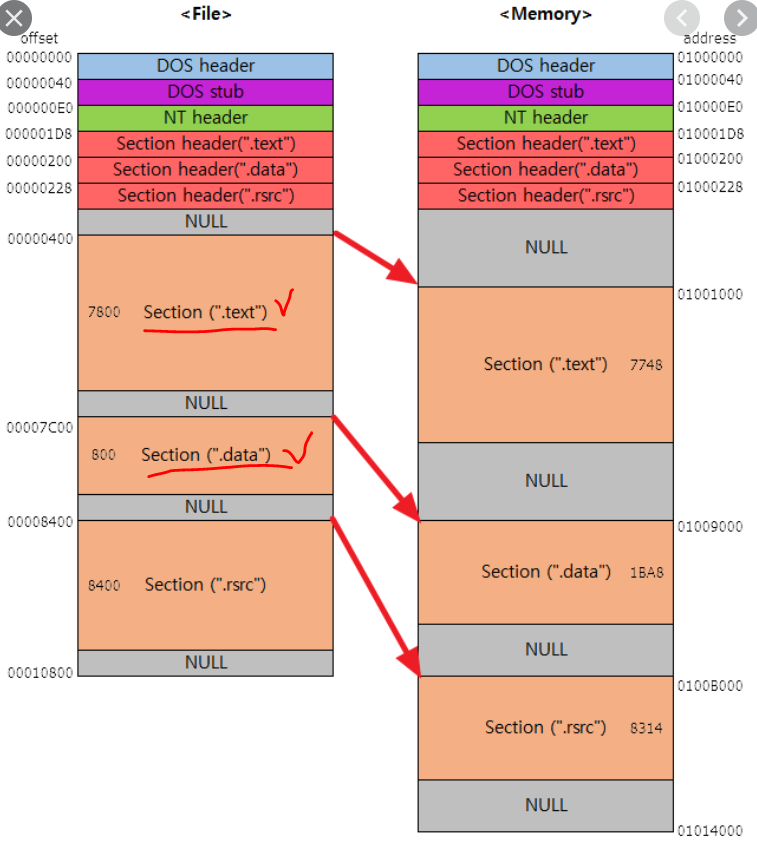 <File>
offset
00000000
DOS header
00000040
DOS stub
000000E0
NT header
000001D8
Section header(".text")
00000200
Section header(".data")
00000228
Section header(".rsrc")
NULL
00000400
7800 Section (".text")
NULL
00007C00
800 Section (".data")
NULL
00008400
8400 Section (".rsrc")
NULL
00010800
<Memory>
address
01000000
DOS header
01000040
DOS stub
010000E0
NT header
010001D8
Section header(".text")
01000200
Section header(".data")
01000228
Section header(".rsrc")
NULL
01001000
Section (".text") 7748
NULL
01009000
Section (".data") 1BA8
NULL
0100B000
Section (".rsrc") 8314
NULL
01014000